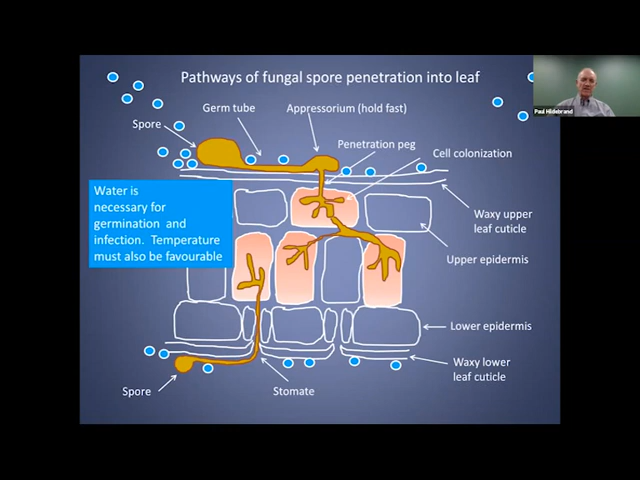 Pathways of fungal spore penetration into leaf
Germ tube
Appressorium (hold fast)
Spore
Penetration peg
Cell colonization
Water is
necessary for
germination and
infection. Temperature
must also be favourable
Waxy upper
leaf cuticle
Upper epidermis
Lower epidermis
Waxy lower
leaf cuticle
Spore
Stomate
Paul Hildebrand